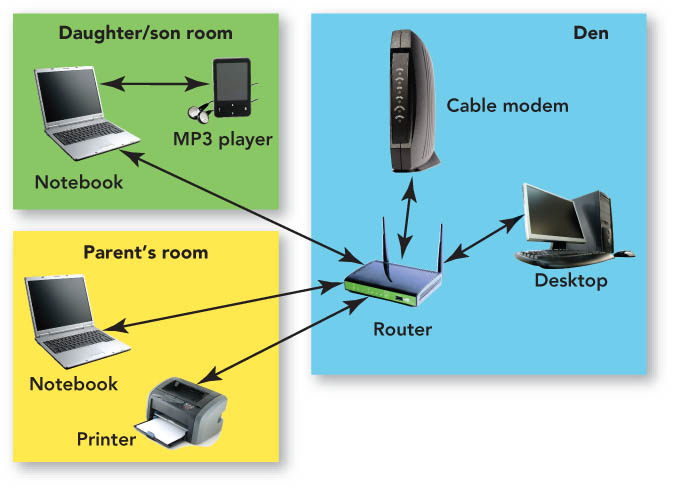 Daughter/son room
MP3 player
Notebook
Den
Cable modem
Desktop
Router
Parent's room
Notebook
Printer